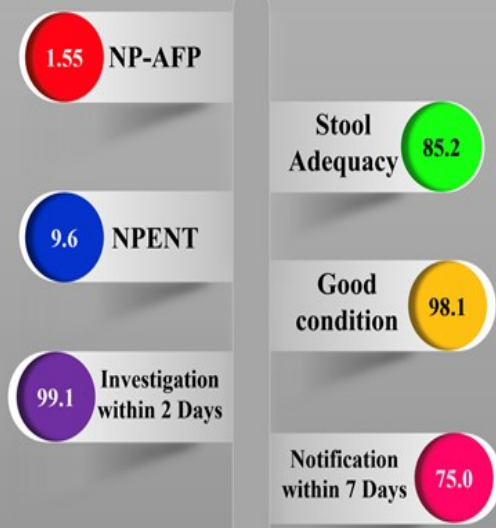 1.55 NP-AFP
Stool
Adequacy 85.2
9.6 NPENT
Good
condition 98.1
99.1 Investigation
within 2 Days
Notification
within 7 Days 75.0